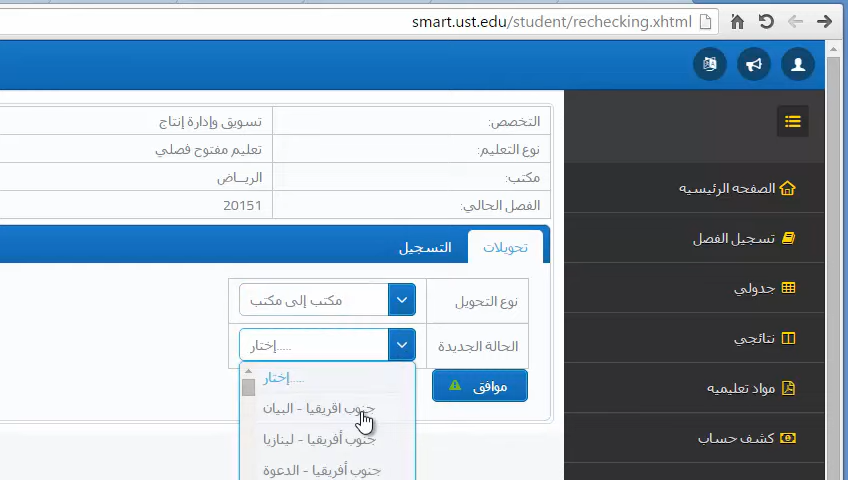 smart.ust.edu/student/rechecking.xhtml
التخصص: تسويق وإدارة إنتاج
نوع التعليم: تعليم مفتوح فصلي
مكتب: الريـاض
الفصل الحالي: 20151
تحويلات التسجيل
نوع التحويل مكتب إلى مكتب
الحالة الجديدة إختار.....
إختار.....
موافق
جنوب افريقيا - البيان
جنوب أفريقيا - لينازيا
جنوب أفريقيا - الدعوة
الصفحه الرئيسيه
تسجيل الفصل
جدولي
نتائجي
مواد تعليميه
كشف حساب